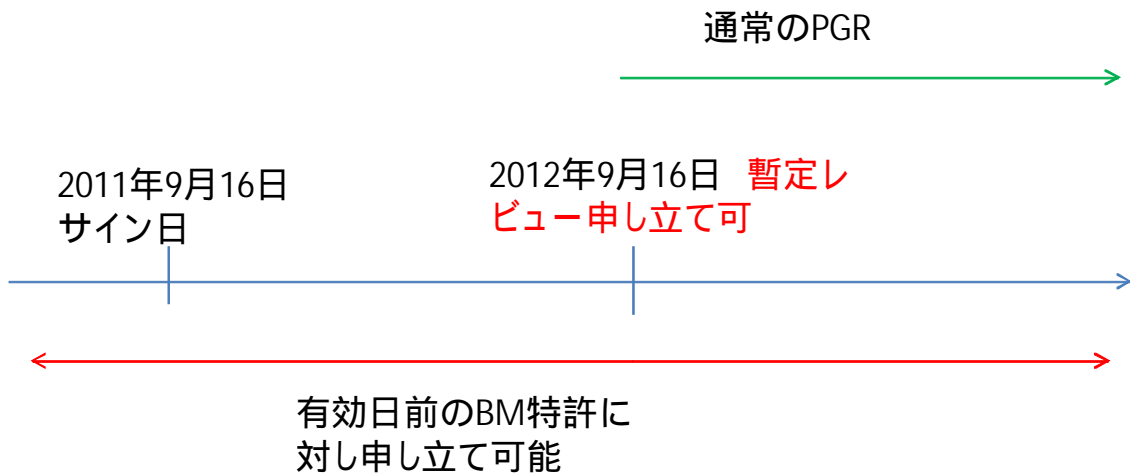 通常のPGR
2011年9月16日
サイン日
2012年9月16日 暫定レ
ビュー申し立て可
有効日前のBM特許に
対し申し立て可能